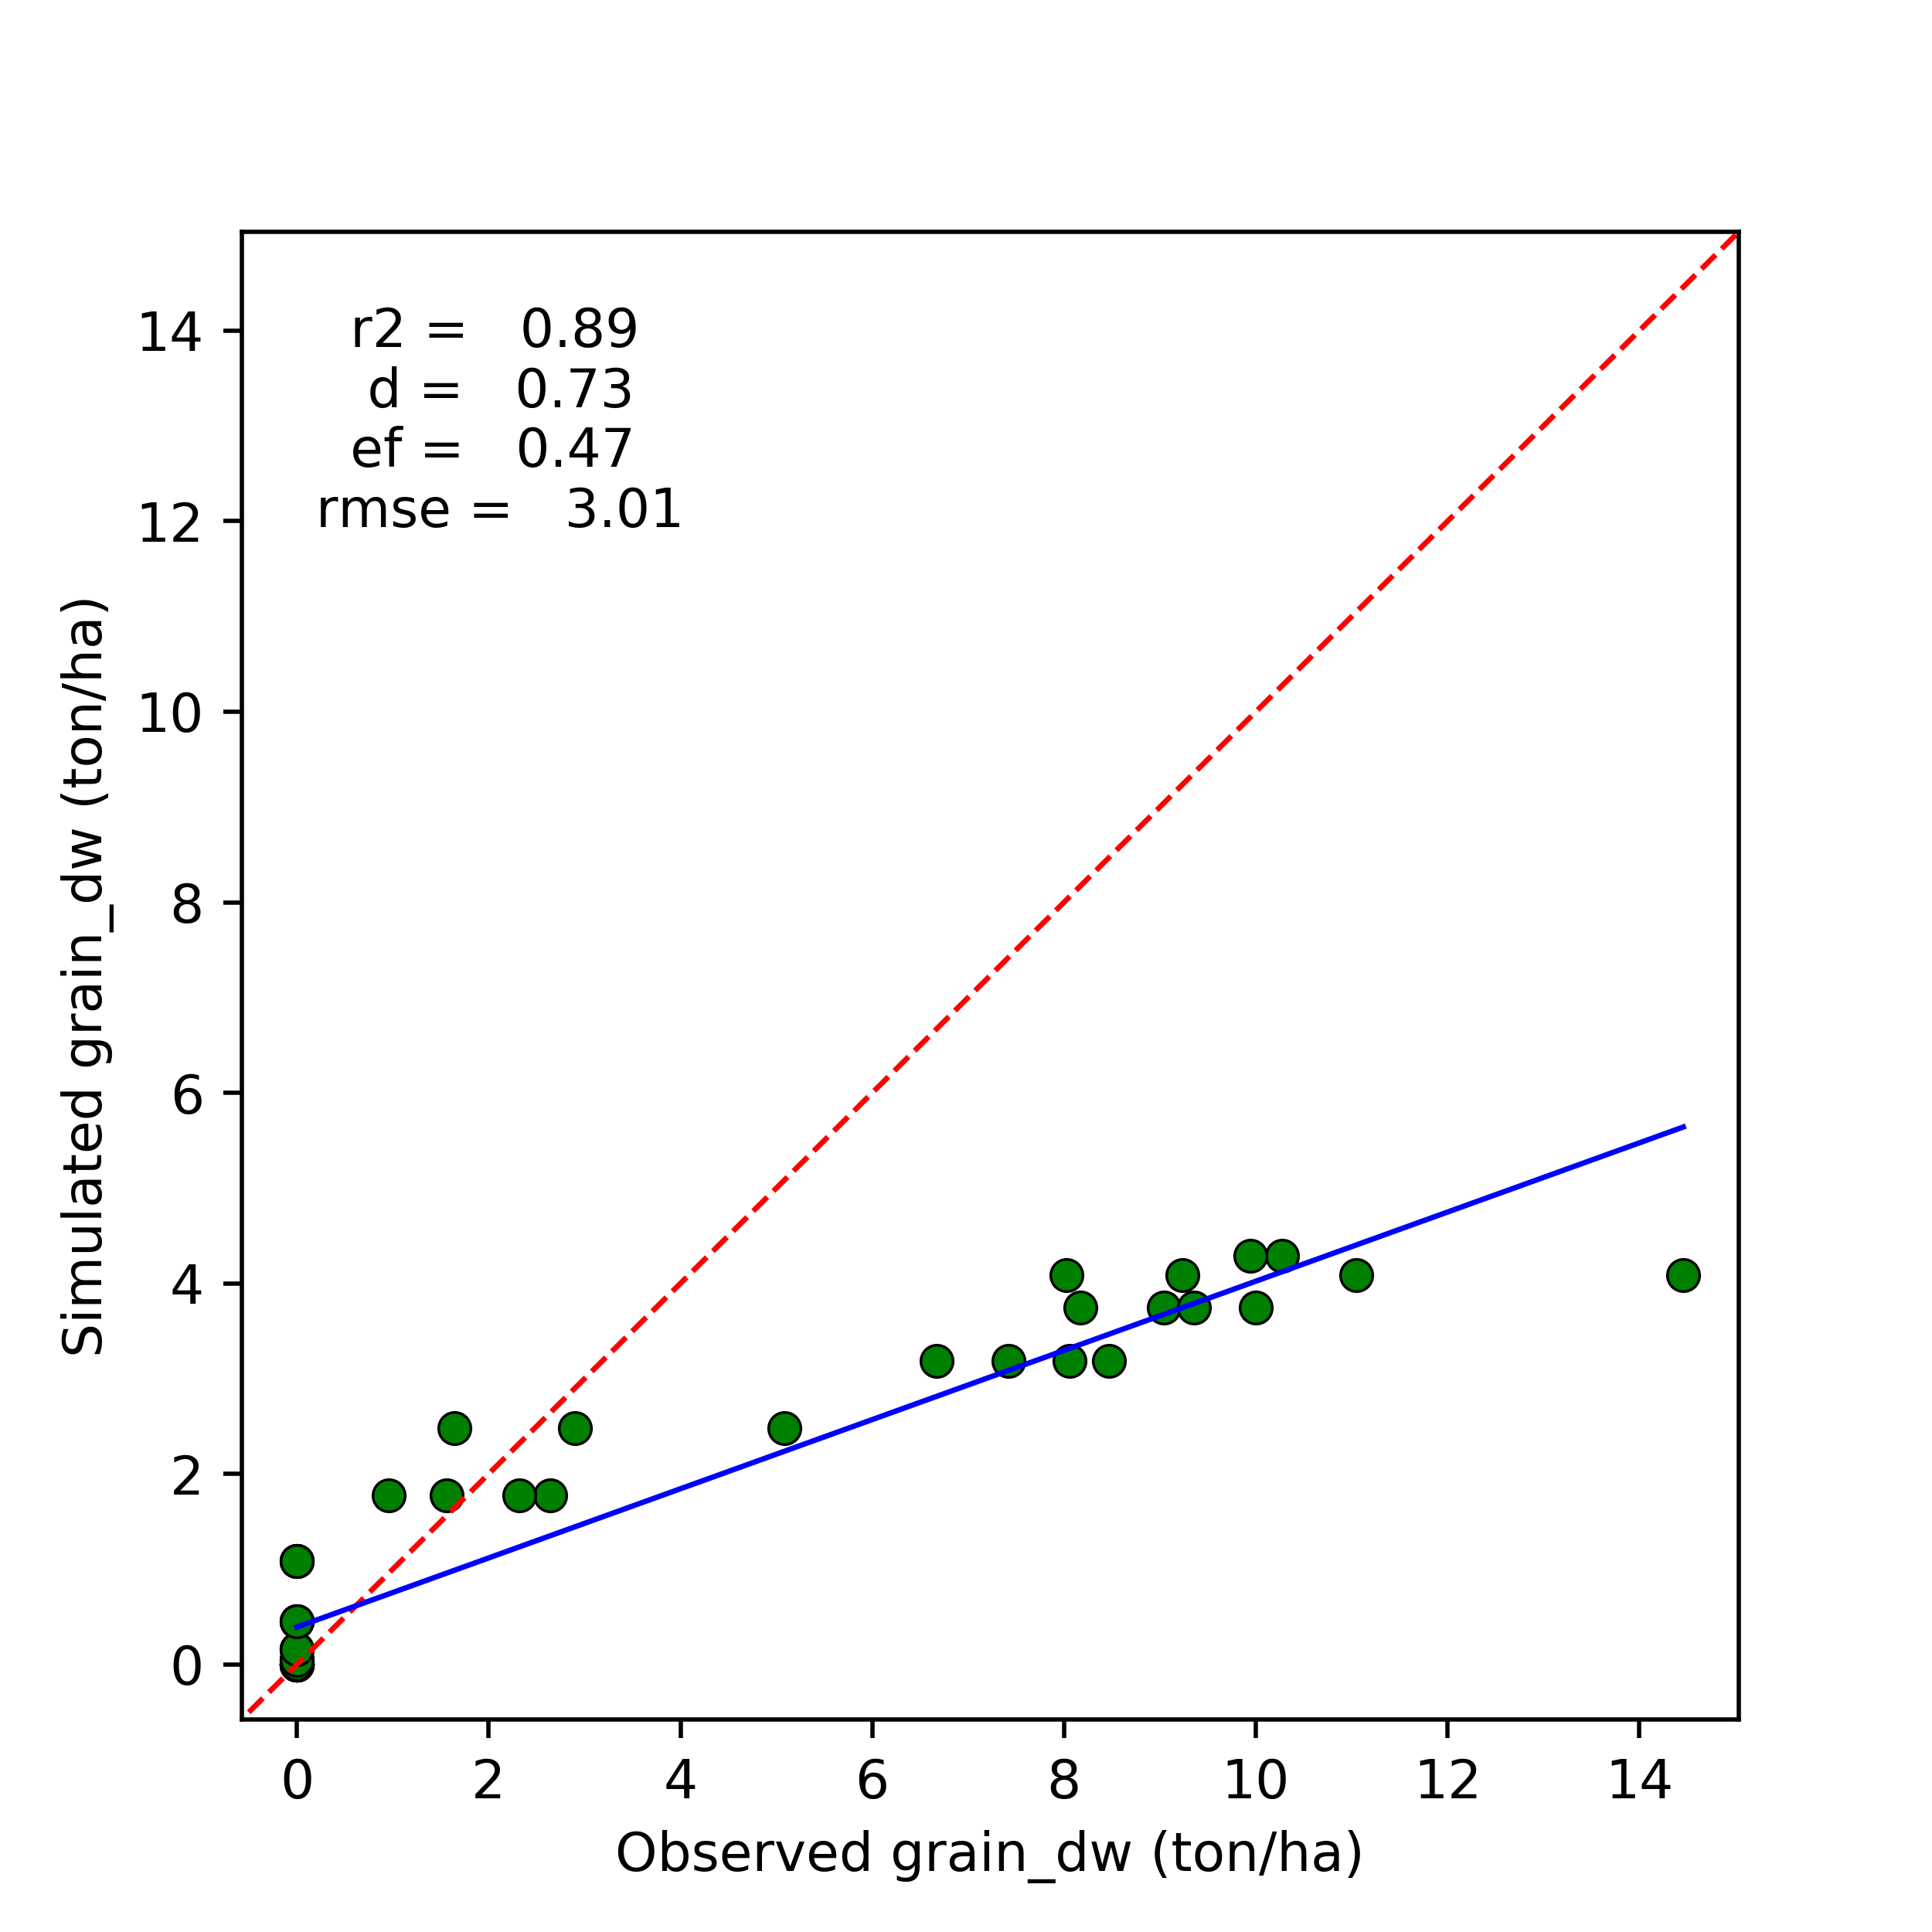 r2 = 0.89
d = 0.73
ef = 0.47
rmse = 3.01
14
12
10
8
6
4
2
0
Simulated grain_dw (ton/ha)
0 2 4 6 8 10 12 14
Observed grain_dw (ton/ha)